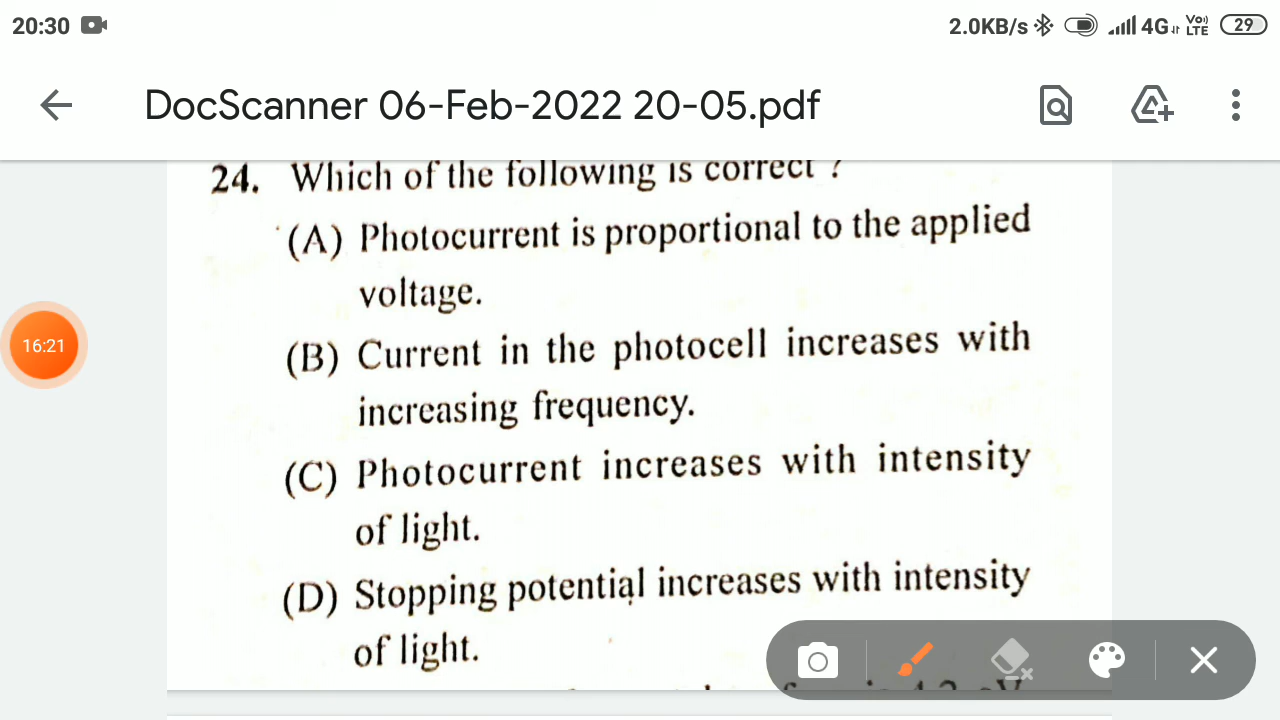 20:30 2.0KB/s 4G VoLTE 29
DocScanner 06-Feb-2022 20-05.pdf
24. Which of the following is correct ?
(A) Photocurrent is proportional to the applied
voltage.
(B) Current in the photocell increases with
increasing frequency.
16:21
(C) Photocurrent increases with intensity
of light.
(D) Stopping potential increases with intensity
of light.